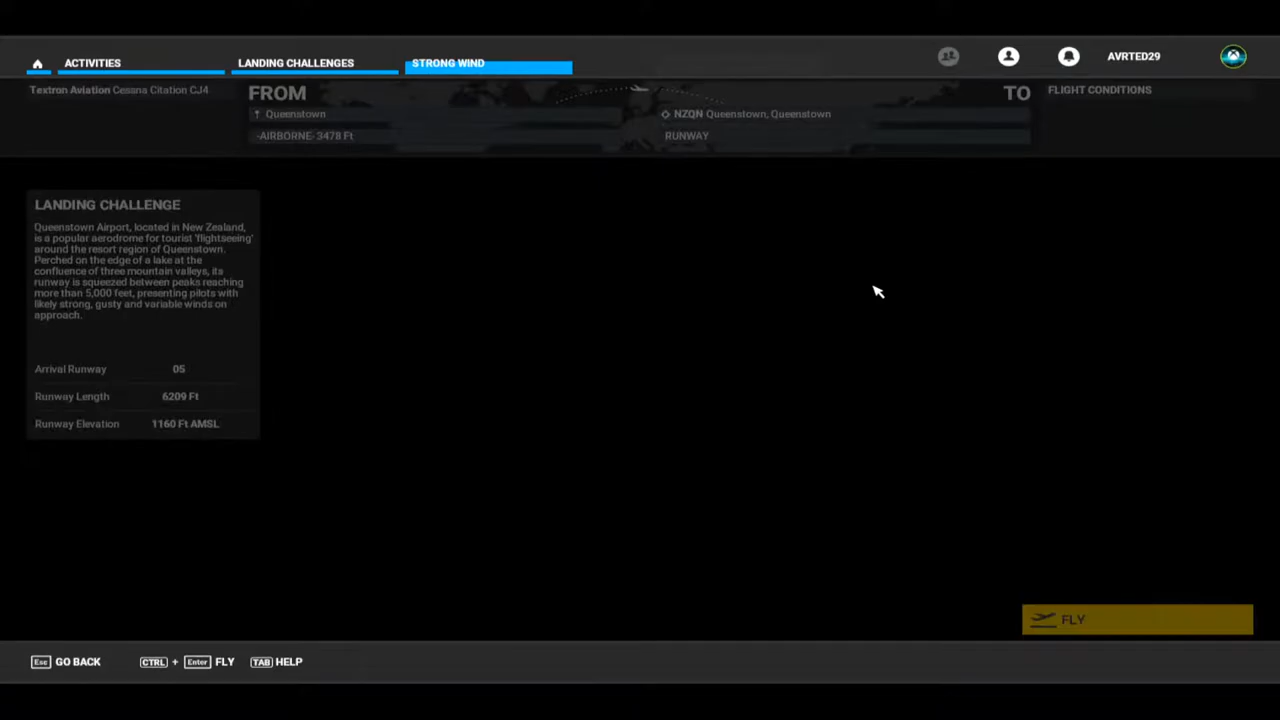 ACTIVITIES
LANDING CHALLENGES
STRONG WIND
AVRTED29
Textron Aviation Cessna Citation CJ4
FROM
Queenstown
-AIRBORNE- 3478 Ft
TO
NZQN Queenstown, Queenstown
RUNWAY
FLIGHT CONDITIONS
LANDING CHALLENGE
Queenstown Airport, located in New Zealand,
is a popular aerodrome for tourist 'flightseeing'
around the resort region of Queenstown.
Perched on the edge of a lake at the
confluence of three mountain valleys, its
runway is squeezed between peaks reaching
more than 5,000 feet, presenting pilots with
likely strong, gusty and variable winds on
approach.
Arrival Runway 05
Runway Length 6209 Ft
Runway Elevation 1160 Ft AMSL
FLY
Esc GO BACK CTRL + Enter FLY TAB HELP